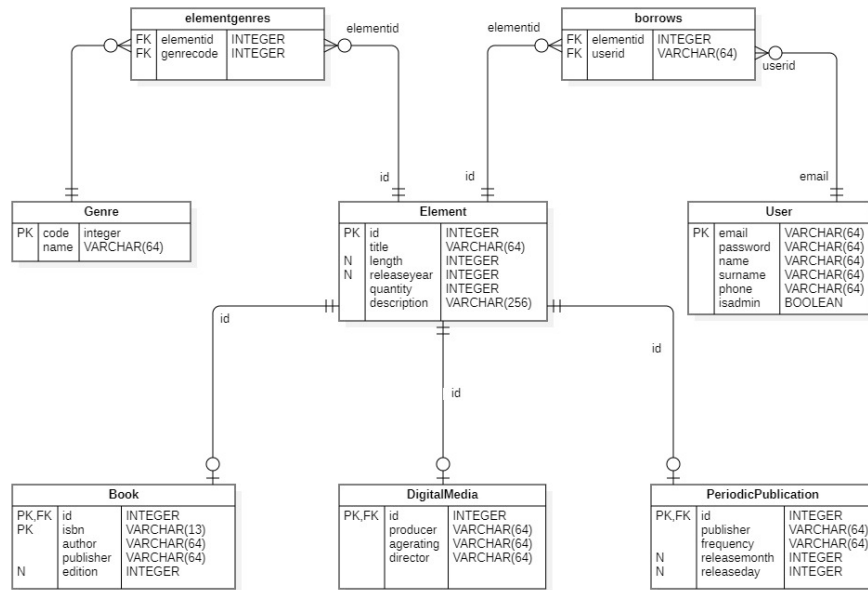 elementgenres
FK elementid INTEGER
FK genrecode INTEGER
borrows
FK elementid INTEGER
FK userid VARCHAR(64)
elementid
elementid
userid
id
id
email
Genre
PK code integer
name VARCHAR(64)
Element
PK id INTEGER
title VARCHAR(64)
N length INTEGER
N releaseyear INTEGER
quantity INTEGER
description VARCHAR(256)
User
PK email VARCHAR(64)
password VARCHAR(64)
name VARCHAR(64)
surname VARCHAR(64)
phone VARCHAR(64)
isadmin BOOLEAN
id
id
id
Book
PK,FK id INTEGER
PK isbn VARCHAR(13)
author VARCHAR(64)
publisher VARCHAR(64)
N edition INTEGER
DigitalMedia
PK,FK id INTEGER
producer VARCHAR(64)
agerating VARCHAR(64)
director VARCHAR(64)
PeriodicPublication
PK,FK id INTEGER
publisher VARCHAR(64)
frequency VARCHAR(64)
N releasemonth INTEGER
N releaseday INTEGER